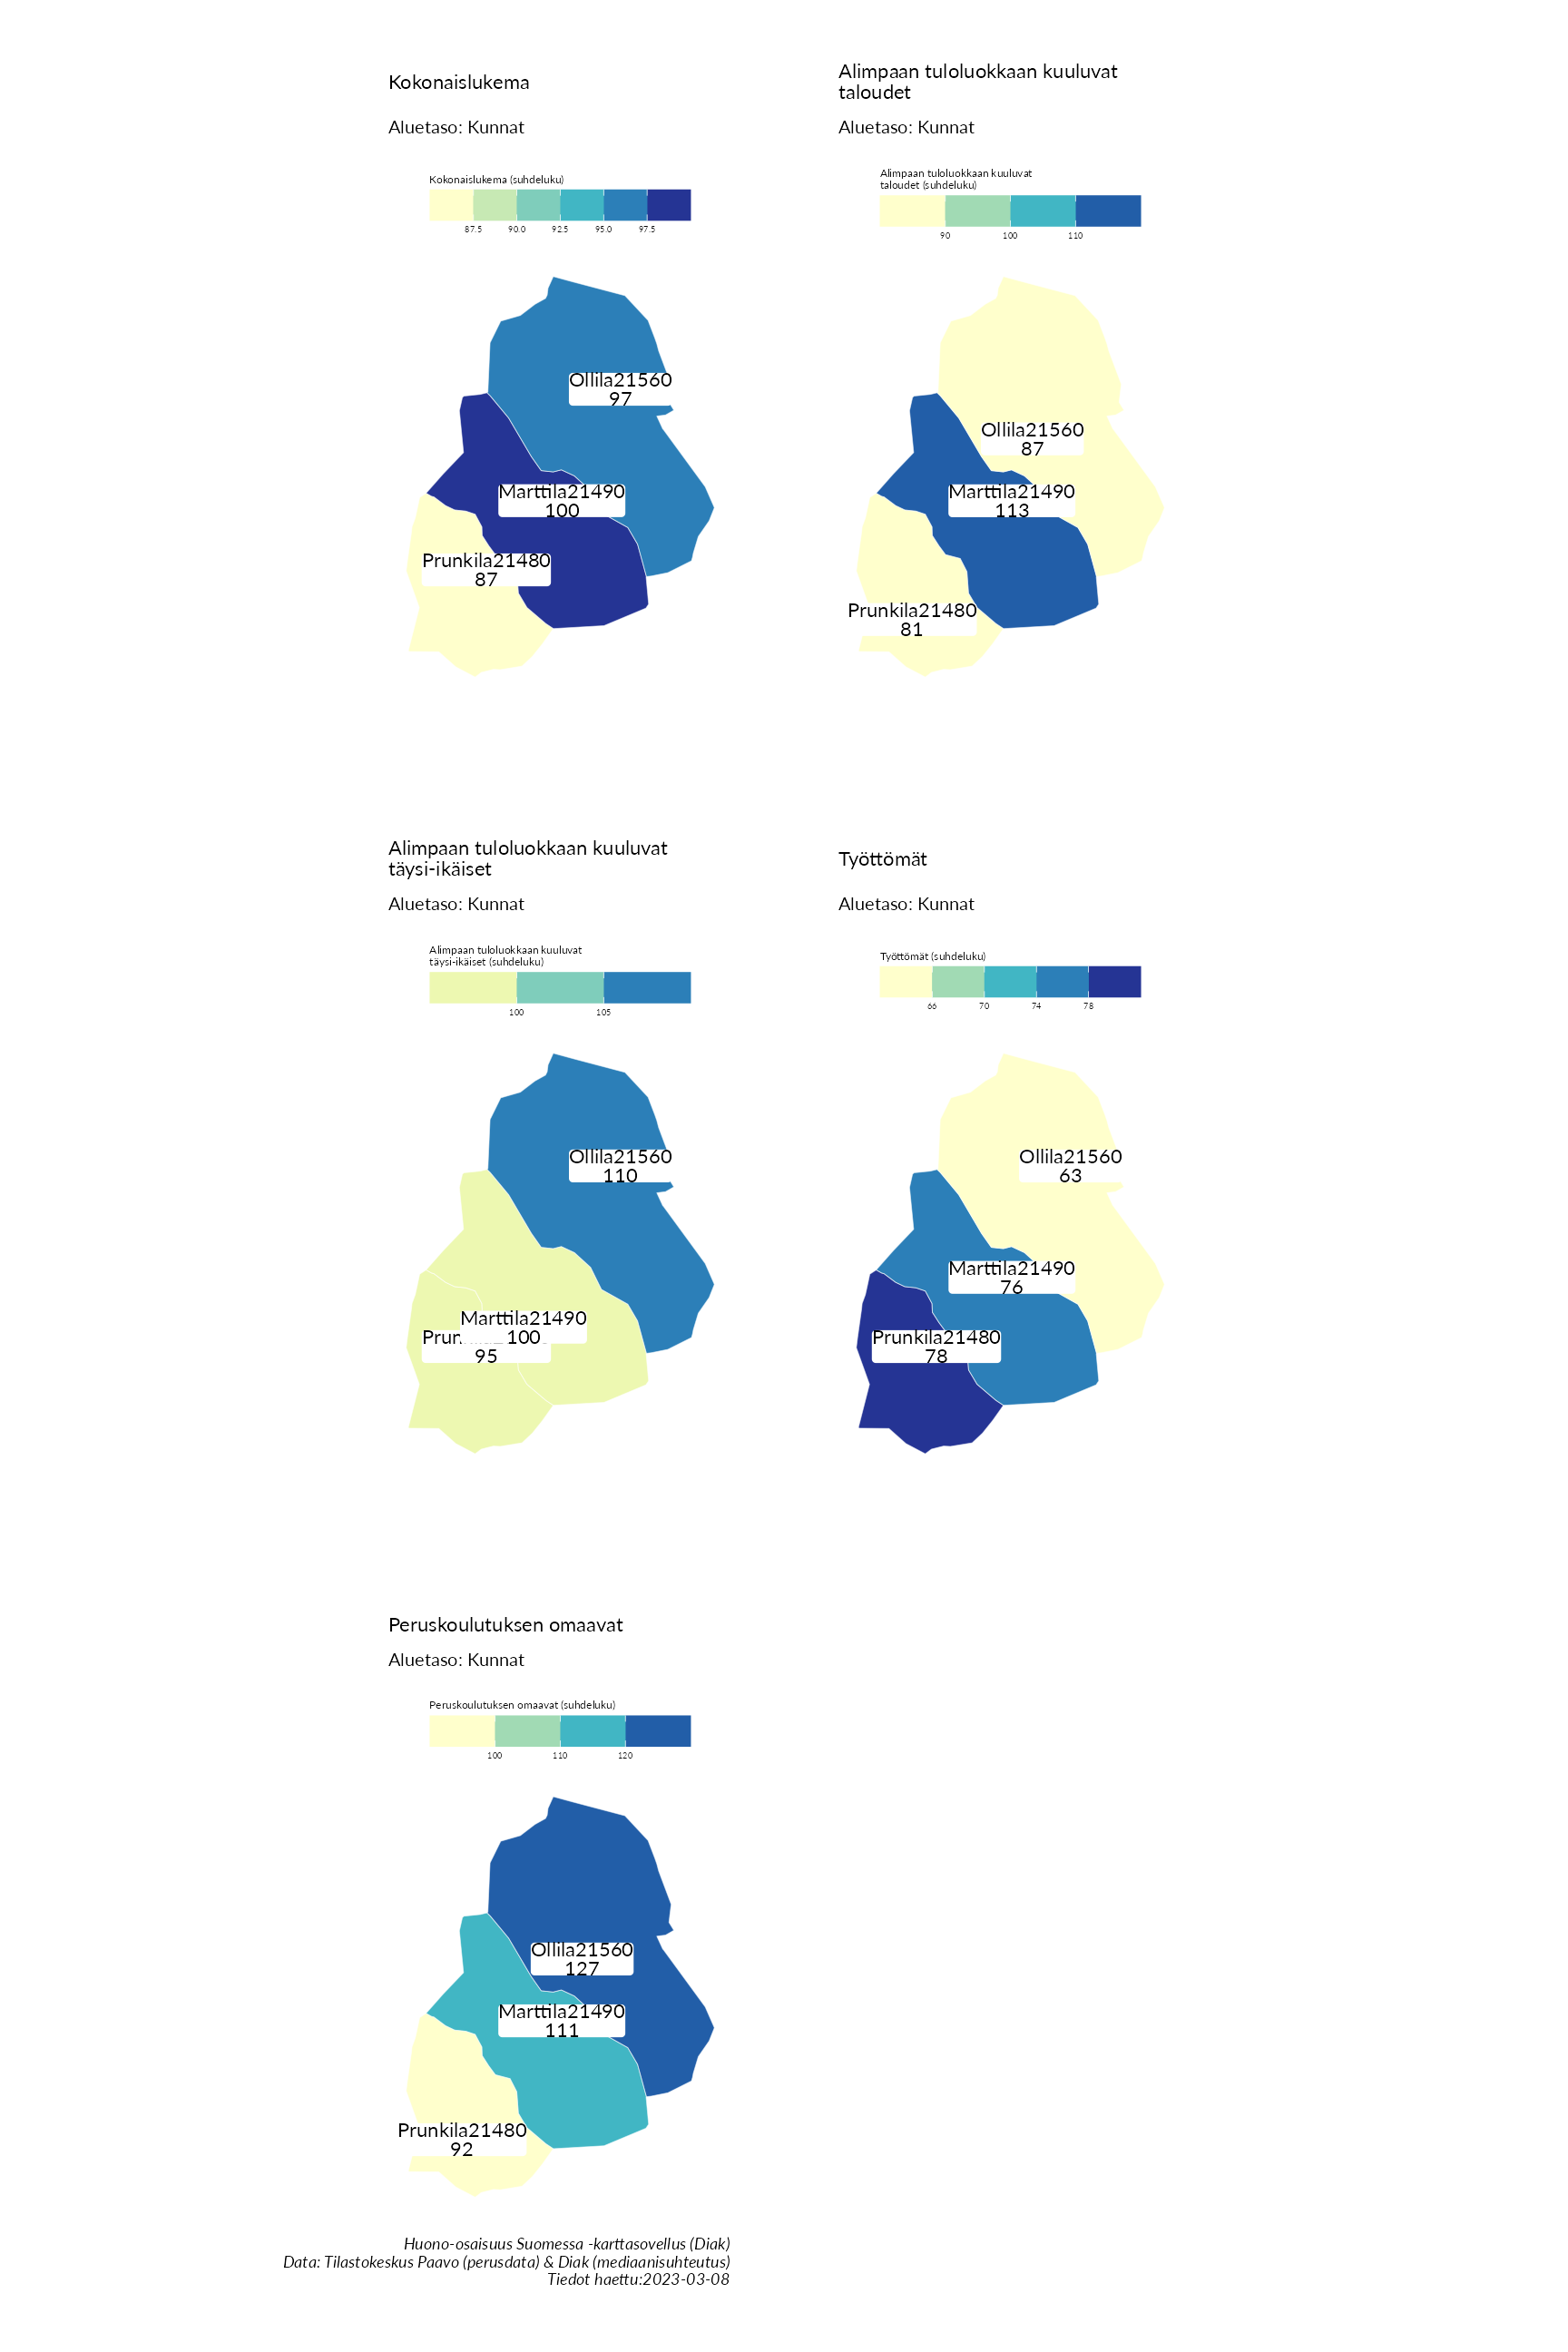 Kokonaislukema
Aluetaso: Kunnat
Kokonaislukema (suhdeluku)
87.5 90.0 92.5 95.0 97.5
Ollila21560
97
Marttila21490
100
Prunkila21480
87
Alimpaan tuloluokkaan kuuluvat
taloudet
Aluetaso: Kunnat
Alimpaan tuloluokkaan kuuluvat
taloudet (suhdeluku)
90 100 110
Ollila21560
87
Marttila21490
113
Prunkila21480
81
Alimpaan tuloluokkaan kuuluvat
täysi-ikäiset
Aluetaso: Kunnat
Alimpaan tuloluokkaan kuuluvat
täysi-ikäiset (suhdeluku)
100 105
Ollila21560
110
Marttila21490
100
95
Työttömät
Aluetaso: Kunnat
Työttömät (suhdeluku)
66 70 74 78
Ollila21560
63
Marttila21490
76
Prunkila21480
78
Peruskoulutuksen omaavat
Aluetaso: Kunnat
Peruskoulutuksen omaavat (suhdeluku)
100 110 120
Ollila21560
127
Marttila21490
111
Prunkila21480
92
Huono-osaisuus Suomessa -karttasovellus (Diak)
Data: Tilastokeskus Paavo (perusdata) & Diak (mediaanisuhteutus)
Tiedot haettu:2023-03-08